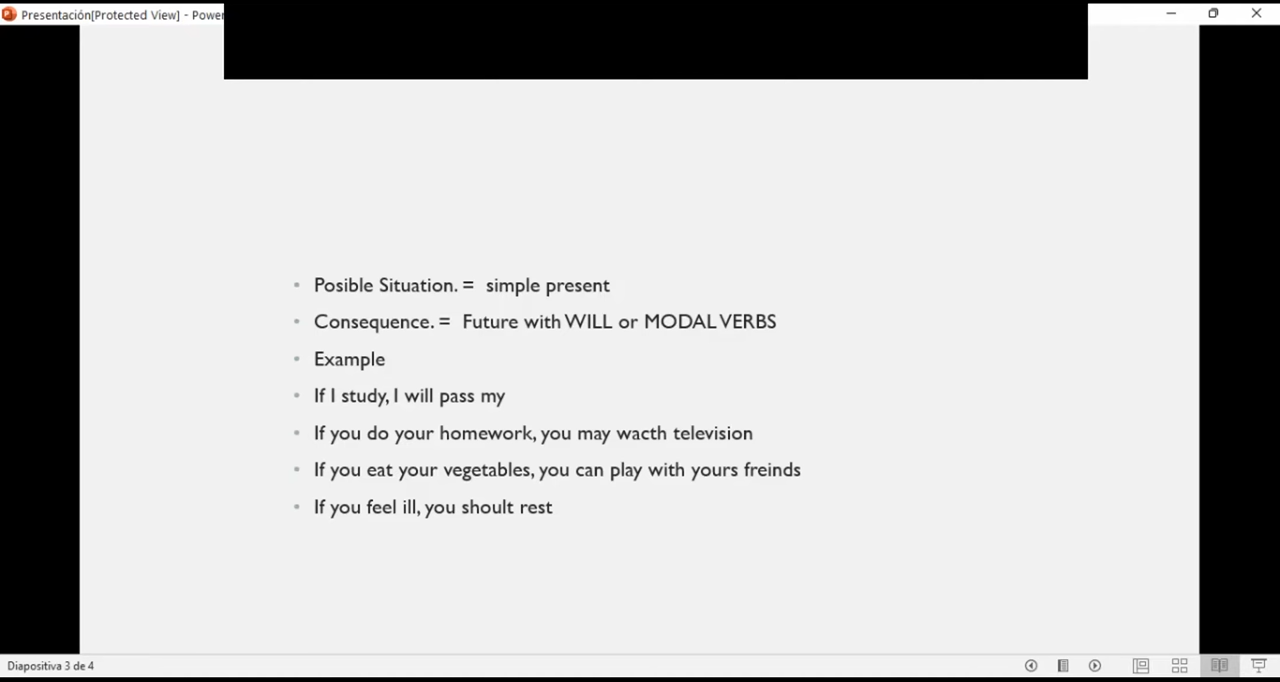 Presentación[Protected View] - Power
Posible Situation. = simple present
Consequence. = Future with WILL or MODAL VERBS
Example
If I study, I will pass my
If you do your homework, you may wacth television
If you eat your vegetables, you can play with yours freinds
If you feel ill, you shoult rest
Diapositiva 3 de 4